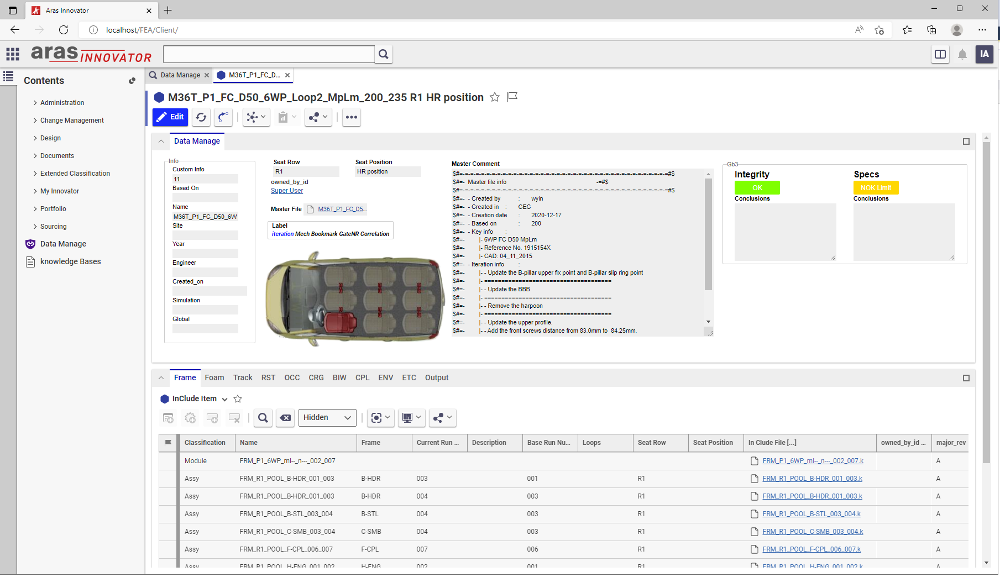 Aras Innovator
localhost/FEA/Client/
aras INNOVATOR
IA
Contents
Administration
Change Management
Design
Documents
Extended Classification
My Innovator
Portfolio
Sourcing
Data Manage
knowledge Bases
Data Manage
M36T_P1_FC_D...
M36T_P1_FC_D50_6WP_Loop2_MpLm_200_235 R1 HR position
Edit
Data Manage
Info
Custom Info
11
Based On
Name
M36T_P1_FC_D50_6W
Site
Year
Engineer
Created_on
Simulation
Global
Seat Row
R1
Seat Position
HR position
owned_by_id
Super User
Master File
M36T_P1_FC_D5...
Label
iteration Mech Bookmark GateNR Correlation
Master Comment
$#=-=-=-=-=-=-=-=-=-=-=-=-=-=-=-=-=-=-=-=-=-=-=-=-=-=-=-=-=-=-=-=-=-=-=-=-=-=-=-=-=#$
$#=- Master file info -=#$
$#=-=-=-=-=-=-=-=-=-=-=-=-=-=-=-=-=-=-=-=-=-=-=-=-=-=-=-=-=-=-=-=-=-=-=-=-=-=-=-=-=#$
$#=- - Created by : wyin
$#=- - Created in : CEC
$#=- - Creation date : 2020-12-17
$#=- - Based on : 200
$#=- - Key info :
$#=- |- 6WP FC D50 MpLm
$#=- |- Reference No. 1915154X
$#=- |- CAD: 04_11_2015
$#=- - Iteration info :
$#=- |- - Update the B-pillar upper fix point and B-pillar slip ring point
$#=- |- =====================================
$#=- |- - Update the BBB
$#=- |- =====================================
$#=- |- - Remove the harpoon
$#=- |- =====================================
$#=- |- - Update the upper profile.
$#=- |- - Add the front screws distance from 83.0mm to 84.25mm.
Gb3
Integrity
OK
Conclusions
Specs
NOK Limit
Conclusions
Frame Foam Track RST OCC CRG BIW CPL ENV ETC Output
InClude Item
Hidden
Classification Name Frame Current Run ... Description Base Run Nu... Loops Seat Row Seat Position In Clude File [...] owned_by_id ... major_rev
Module FRM_P1_6WP_ml--_n---_002_007 FRM_P1_6WP_ml--_n---_002_007.k A
Assy FRM_R1_POOL_B-HDR_001_003 B-HDR 003 001 R1 FRM_R1_POOL_B-HDR_001_003.k A
Assy FRM_R1_POOL_B-HDR_001_003 B-HDR 004 003 R1 FRM_R1_POOL_B-HDR_001_003.k A
Assy FRM_R1_POOL_B-STL_003_004 B-STL 004 003 R1 FRM_R1_POOL_B-STL_003_004.k A
Assy FRM_R1_POOL_C-SMB_003_004 C-SMB 004 003 R1 FRM_R1_POOL_C-SMB_003_004.k A
Assy FRM_R1_POOL_F-CPL_006_007 F-CPL 007 006 R1 FRM_R1_POOL_F-CPL_006_007.k A
Assy FRM_R1_POOL_H-ENG_001_002 H-ENG 002 001 R1 FRM_R1_POOL_H-ENG_001_002.k A